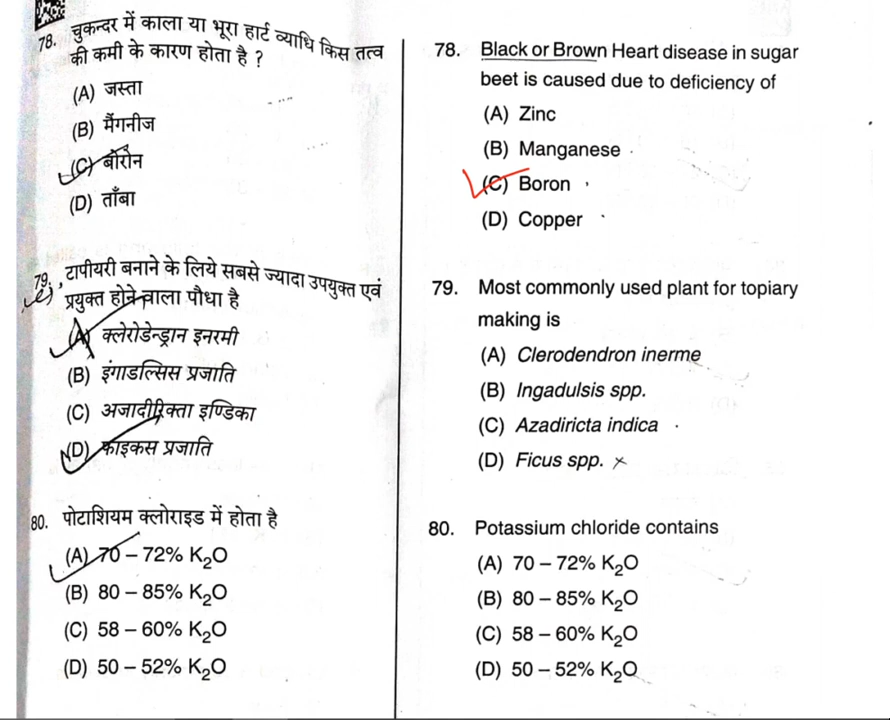 78. चुकन्दर में काला या भूरा हार्ट व्याधि किस तत्व
की कमी के कारण होता है ?
(A) जस्ता
(B) मैंगनीज
(C) बोरोन
(D) ताँबा
79. टापीयरी बनाने के लिये सबसे ज्यादा उपयुक्त एवं
प्रयुक्त होने वाला पौधा है
(A) क्लेरोडेन्ड्रान इनरमी
(B) इंगाडल्सिस प्रजाति
(C) अजादीरिक्ता इण्डिका
(D) फाइकस प्रजाति
80. पोटाशियम क्लोराइड में होता है
(A) 70 – 72% K₂O
(B) 80 – 85% K₂O
(C) 58 – 60% K₂O
(D) 50 – 52% K₂O
78. Black or Brown Heart disease in sugar
beet is caused due to deficiency of
(A) Zinc
(B) Manganese
(C) Boron
(D) Copper
79. Most commonly used plant for topiary
making is
(A) Clerodendron inerme
(B) Ingadulsis spp.
(C) Azadiricta indica
(D) Ficus spp.
80. Potassium chloride contains
(A) 70 – 72% K₂O
(B) 80 – 85% K₂O
(C) 58 – 60% K₂O
(D) 50 – 52% K₂O